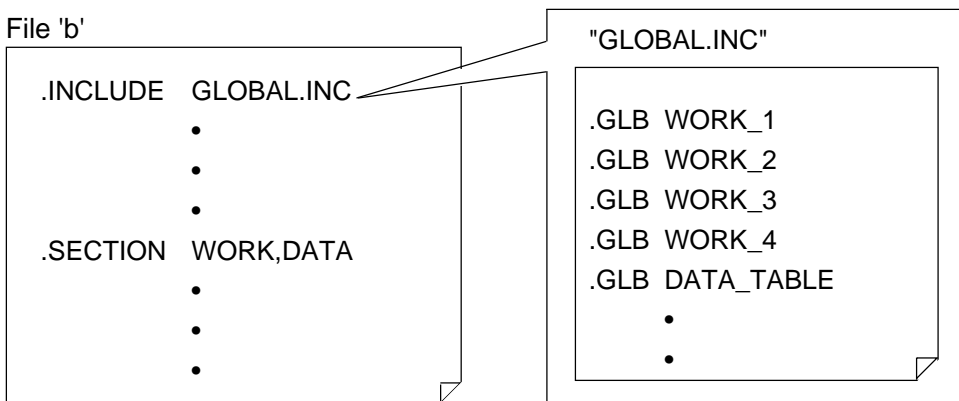 File 'b'
.INCLUDE GLOBAL.INC
•
•
•
.SECTION WORK,DATA
•
•
•
"GLOBAL.INC"
.GLB WORK_1
.GLB WORK_2
.GLB WORK_3
.GLB WORK_4
.GLB DATA_TABLE
•
•